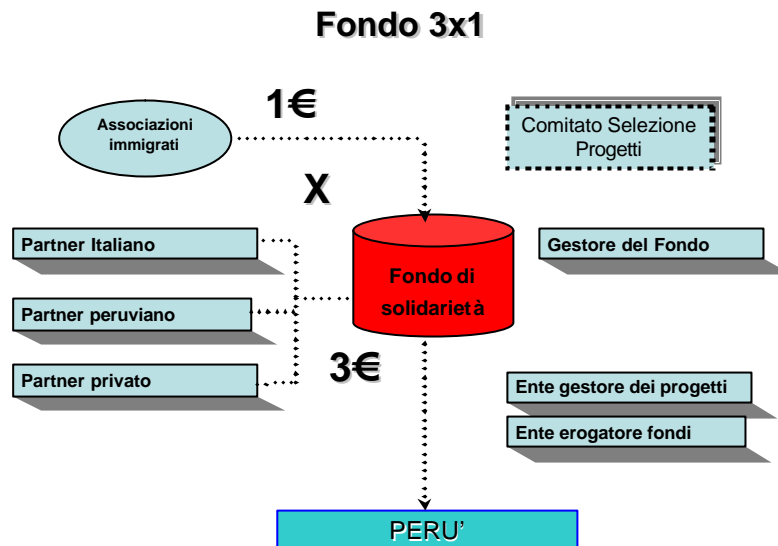 Fondo 3x1
1€
Associazioni
immigrati
Comitato Selezione
Progetti
X
Partner Italiano
Gestore del Fondo
Fondo di
solidarietà
Partner peruviano
3€
Partner privato
Ente gestore dei progetti
Ente erogatore fondi
PERU’